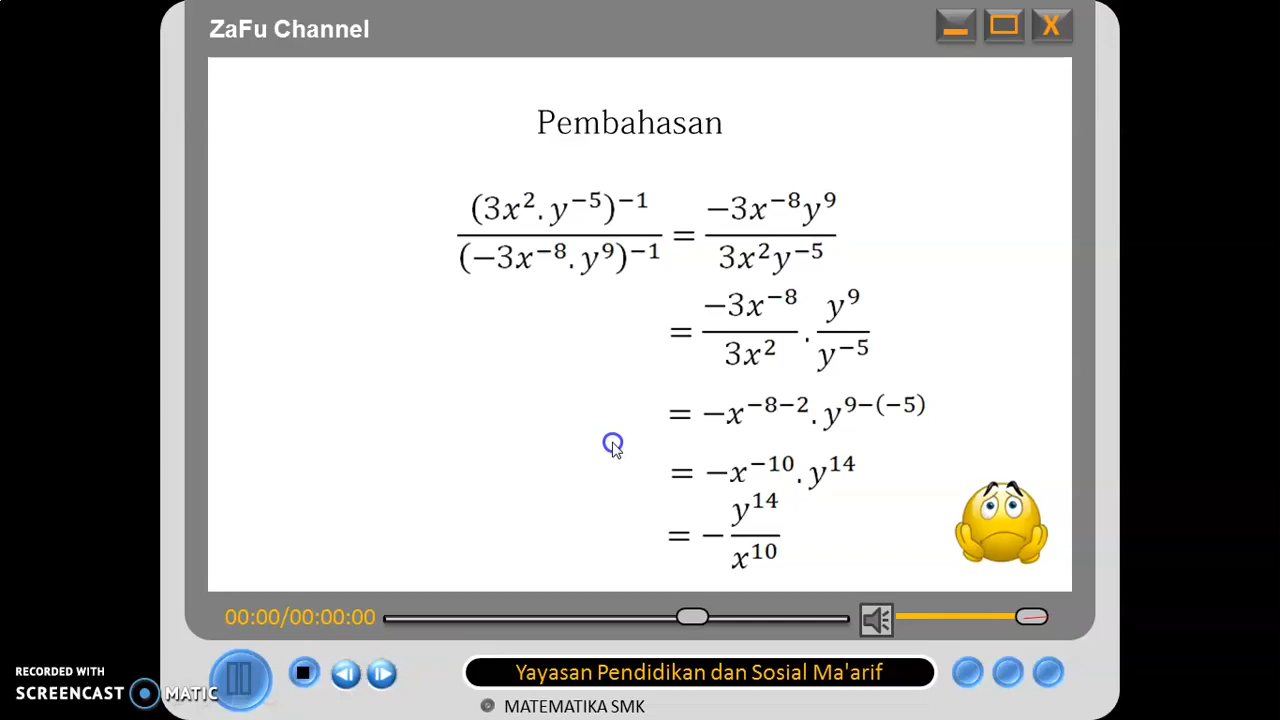 ZaFu Channel
X
Pembahasan
(3x².y⁻⁵)⁻¹ / (−3x⁻⁸.y⁹)⁻¹ = −3x⁻⁸y⁹ / 3x²y⁻⁵
= −3x⁻⁸ / 3x² . y⁹ / y⁻⁵
= −x⁻⁸⁻².y⁹⁻⁽⁻⁵⁾
= −x⁻¹⁰.y¹⁴
= − y¹⁴ / x¹⁰
00:00/00:00:00
RECORDED WITH
SCREENCAST MATIC
Yayasan Pendidikan dan Sosial Ma'arif
MATEMATIKA SMK